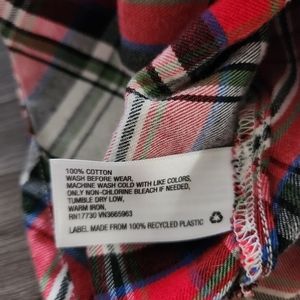 100% COTTON
WASH BEFORE WEAR,
MACHINE WASH COLD WITH LIKE COLORS,
ONLY NON-CHLORINE BLEACH IF NEEDED,
TUMBLE DRY LOW,
WARM IRON,
RN17730 VN3665963
LABEL MADE FROM 100% RECYCLED PLASTIC